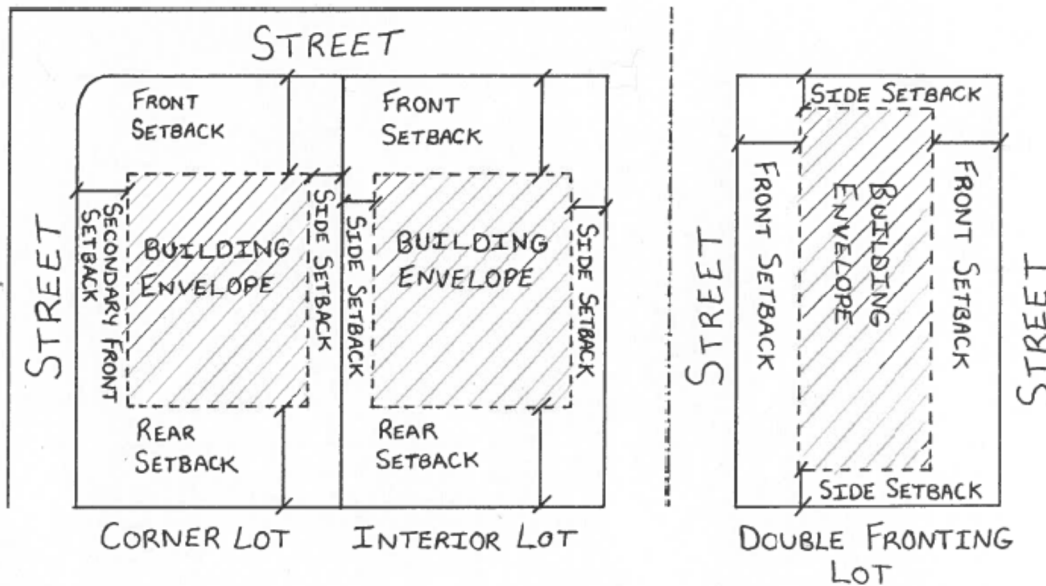 STREET
FRONT
SETBACK
FRONT
SETBACK
SIDE SETBACK
STREET
SECONDARY FRONT
SETBACK
BUILDING
ENVELOPE
SIDE SETBACK
SIDE SETBACK
BUILDING
ENVELOPE
SIDE SETBACK
STREET
FRONT SETBACK
BUILDING
ENVELOPE
FRONT SETBACK
STREET
REAR
SETBACK
REAR
SETBACK
SIDE SETBACK
CORNER LOT
INTERIOR LOT
DOUBLE FRONTING
LOT